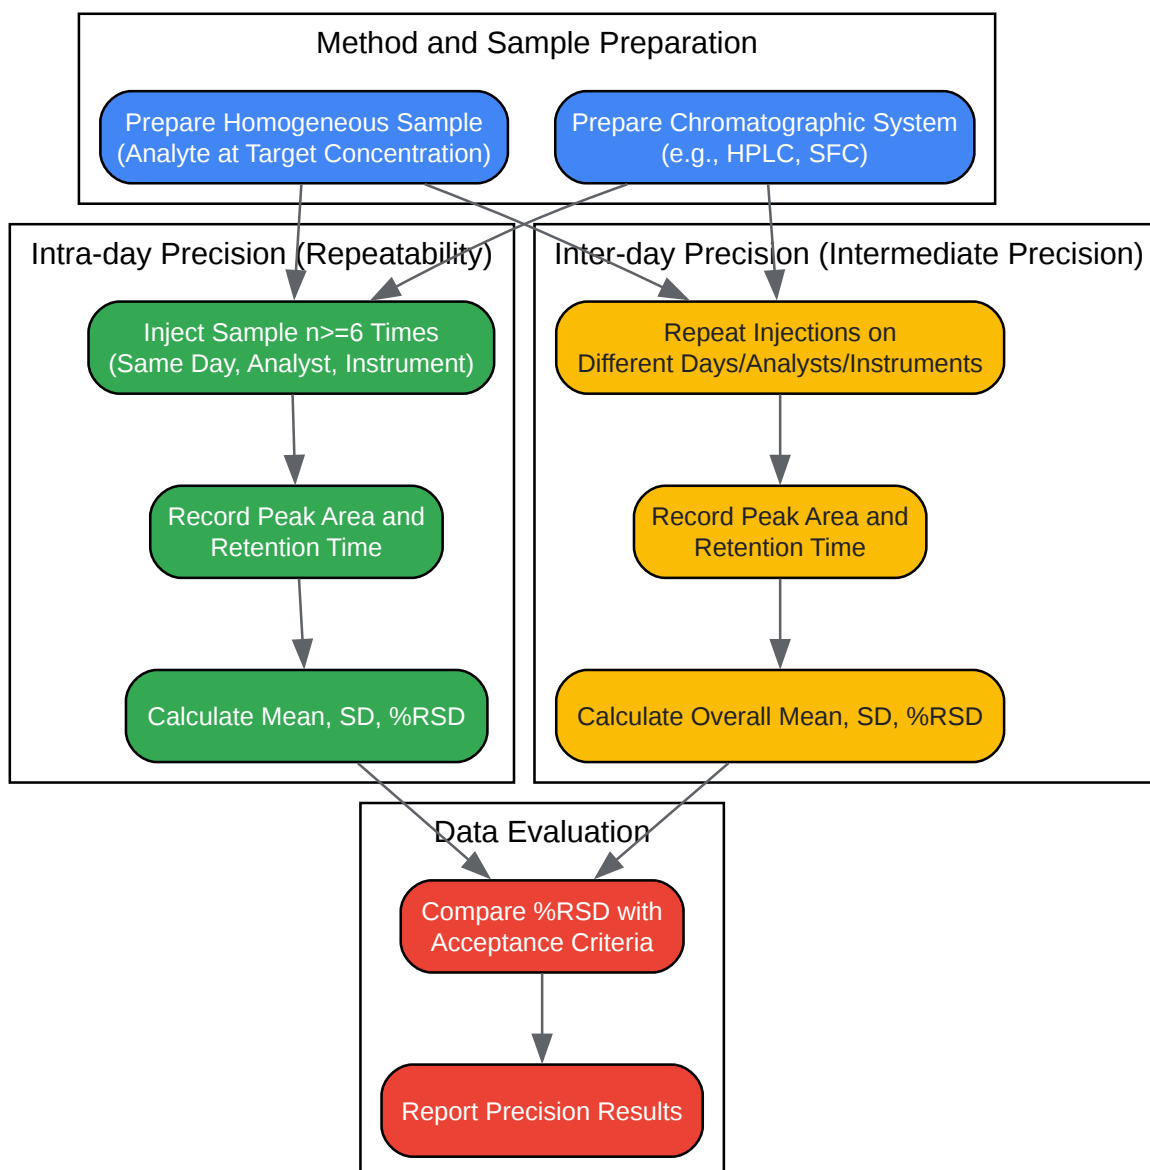 Method and Sample Preparation
Prepare Homogeneous Sample
(Analyte at Target Concentration)
Prepare Chromatographic System
(e.g., HPLC, SFC)
Intra-day Precision (Repeatability)
Inject Sample n>=6 Times
(Same Day, Analyst, Instrument)
Record Peak Area and
Retention Time
Calculate Mean, SD, %RSD
Inter-day Precision (Intermediate Precision)
Repeat Injections on
Different Days/Analysts/Instruments
Record Peak Area and
Retention Time
Calculate Overall Mean, SD, %RSD
Data Evaluation
Compare %RSD with
Acceptance Criteria
Report Precision Results